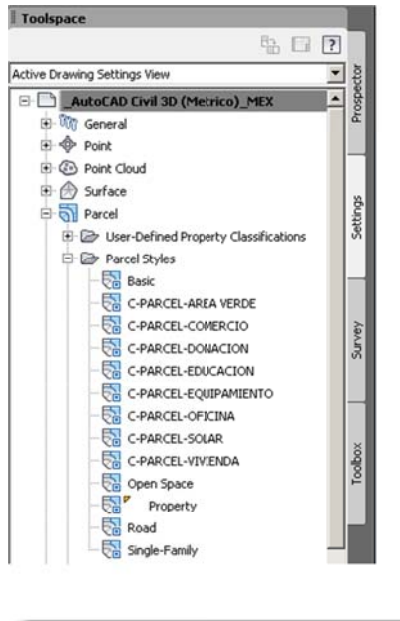 Toolspace
?
Active Drawing Settings View
_AutoCAD Civil 3D (Metrico)_MEX
General
Point
Point Cloud
Surface
Parcel
User-Defined Property Classifications
Parcel Styles
Basic
C-PARCEL-AREA VERDE
C-PARCEL-COMERCIO
C-PARCEL-DONACION
C-PARCEL-EDUCACION
C-PARCEL-EQUIPAMIENTO
C-PARCEL-OFICINA
C-PARCEL-SOLAR
C-PARCEL-VIVIENDA
Open Space
Property
Road
Single-Family
Prospector
Settings
Survey
Toolbox